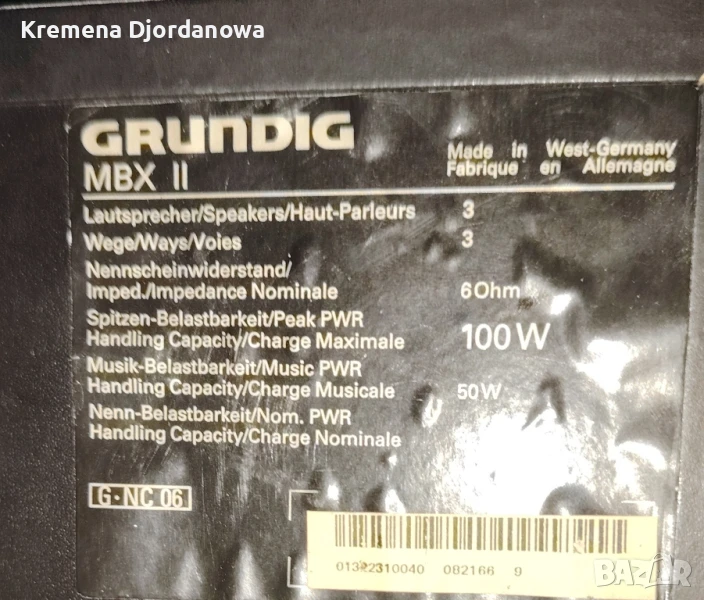 Kremena Djordanowa
GRUNDIG
MBX II
Made in West-Germany
Fabrique en Allemagne
Lautsprecher/Speakers/Haut-Parleurs 3
Wege/Ways/Voies 3
Nennscheinwiderstand/
Imped./Impedance Nominale 6 Ohm
Spitzen-Belastbarkeit/Peak PWR
Handling Capacity/Charge Maximale 100 W
Musik-Belastbarkeit/Music PWR
Handling Capacity/Charge Musicale 50 W
Nenn-Belastbarkeit/Nom. PWR
Handling Capacity/Charge Nominale
G·NC 06
082166 9
BAZAR